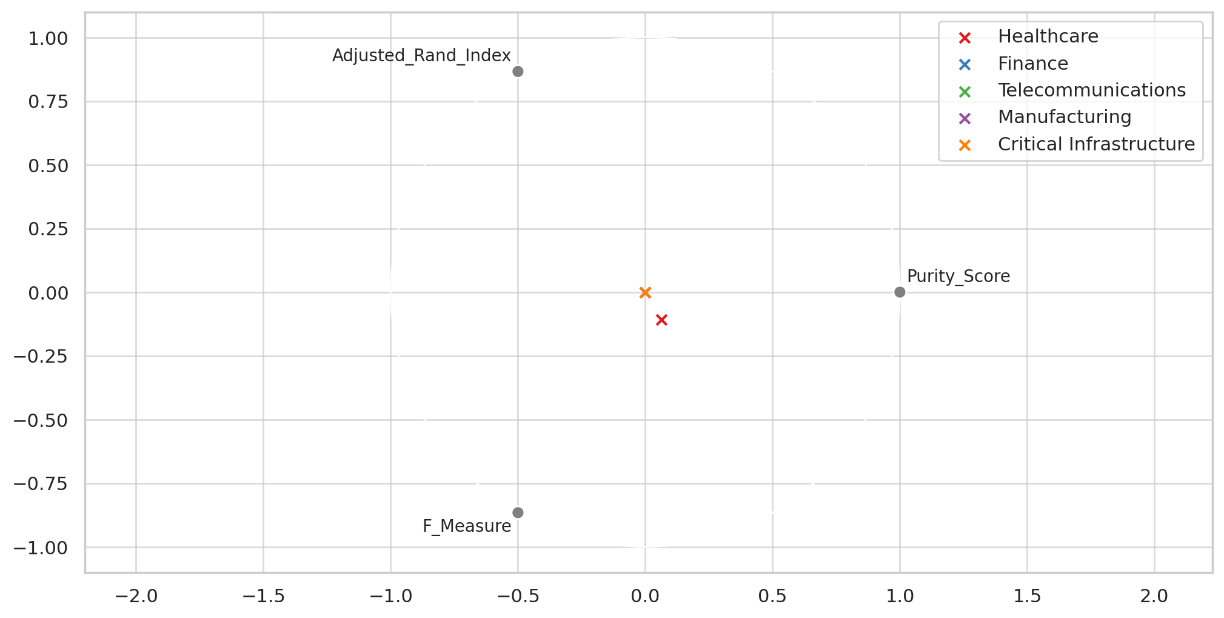 1.00
0.75
0.50
0.25
0.00
−0.25
−0.50
−0.75
−1.00
Adjusted_Rand_Index
Purity_Score
F_Measure
Healthcare
Finance
Telecommunications
Manufacturing
Critical Infrastructure
−2.0 −1.5 −1.0 −0.5 0.0 0.5 1.0 1.5 2.0